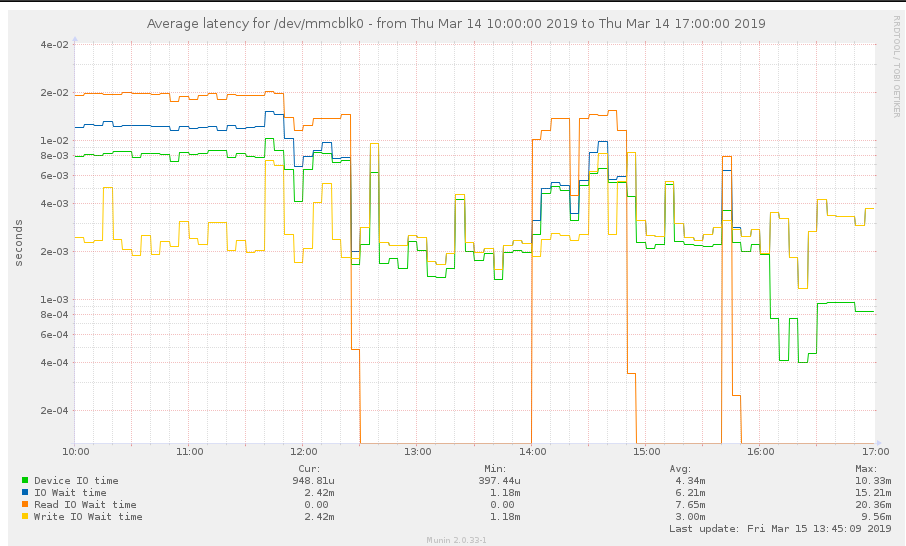 Average latency for /dev/mmcblk0 - from Thu Mar 14 10:00:00 2019 to Thu Mar 14 17:00:00 2019
RRDTOOL / TOBI OETIKER
seconds
4e-02
2e-02
1e-02
8e-03
6e-03
4e-03
2e-03
1e-03
8e-04
6e-04
4e-04
2e-04
10:00 11:00 12:00 13:00 14:00 15:00 16:00 17:00
Cur: Min: Avg: Max:
Device IO time 948.81u 397.44u 4.34m 10.33m
IO Wait time 2.42m 1.18m 6.21m 15.21m
Read IO Wait time 0.00 0.00 7.65m 20.36m
Write IO Wait time 2.42m 1.18m 3.00m 9.56m
Last update: Fri Mar 15 13:45:09 2019
Munin 2.0.33-1